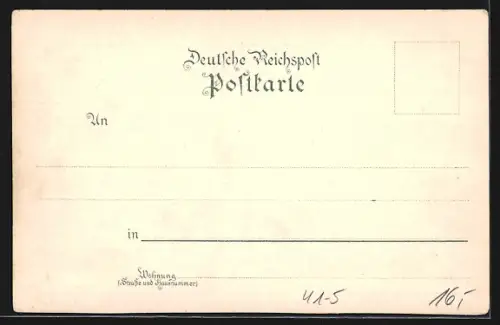 Deutsche Reichspost
Postkarte
An
in
Wohnung
(Straße und Hausnummer)
41-5
16,-